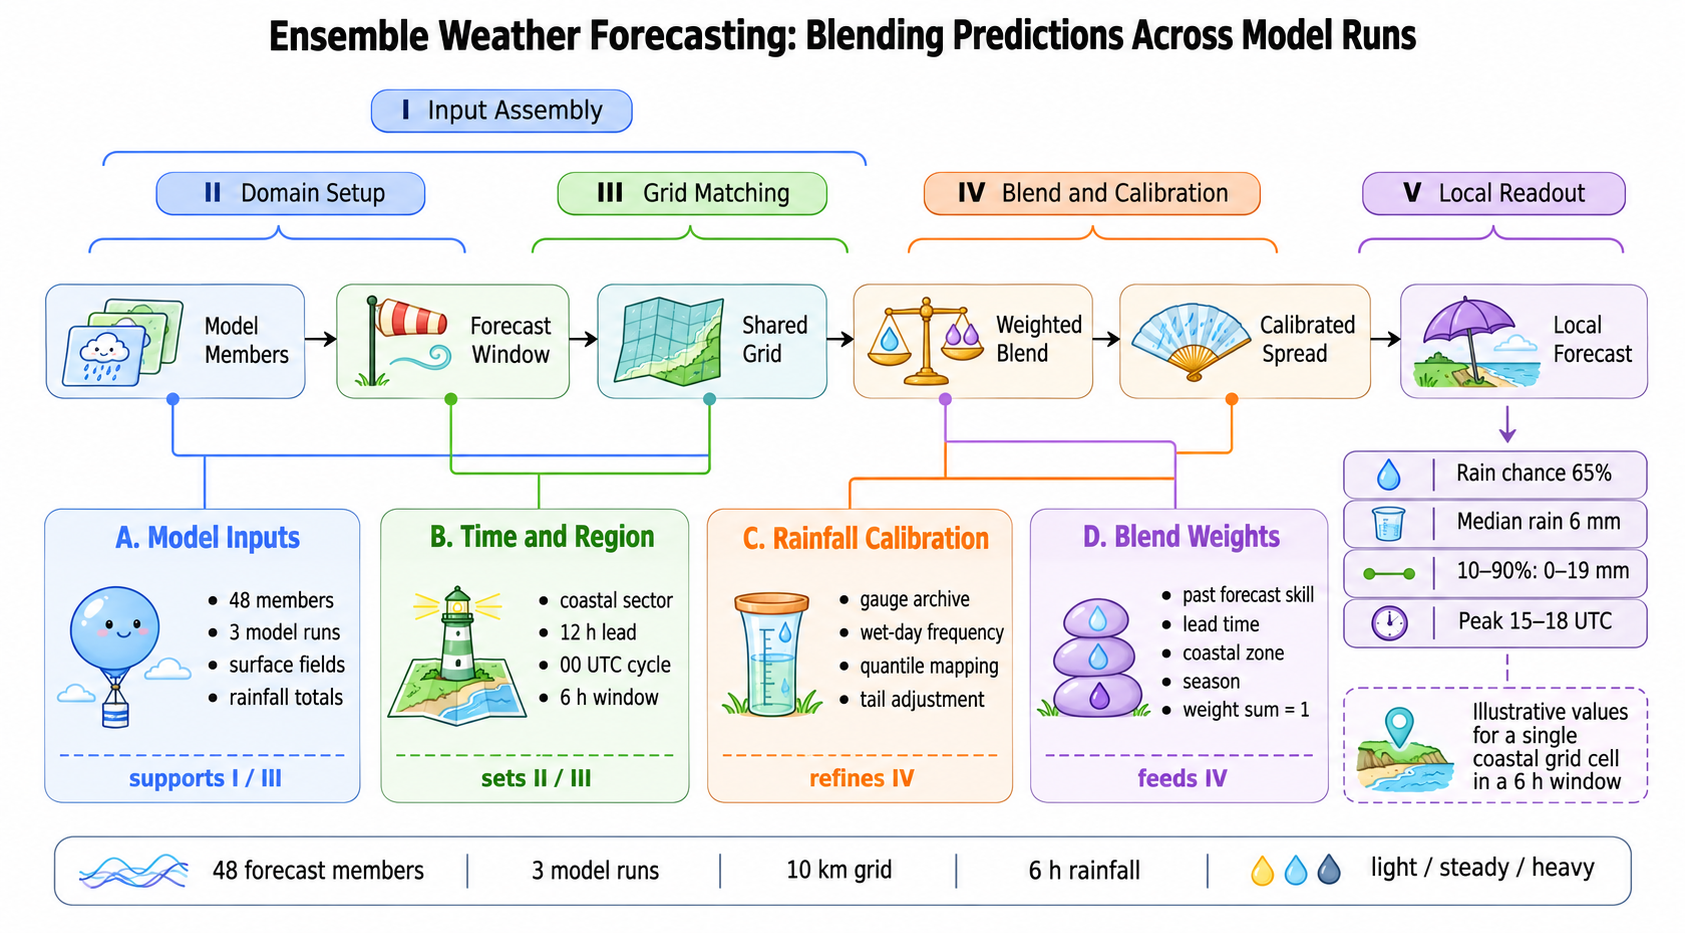 Ensemble Weather Forecasting: Blending Predictions Across Model Runs
I Input Assembly
II Domain Setup
III Grid Matching
IV Blend and Calibration
V Local Readout
Model
Members
Forecast
Window
Shared
Grid
Weighted
Blend
Calibrated
Spread
Local
Forecast
A. Model Inputs
• 48 members
• 3 model runs
• surface fields
• rainfall totals
supports I / III
B. Time and Region
• coastal sector
• 12 h lead
• 00 UTC cycle
• 6 h window
sets II / III
C. Rainfall Calibration
• gauge archive
• wet-day frequency
• quantile mapping
• tail adjustment
refines IV
D. Blend Weights
• past forecast skill
• lead time
• coastal zone
• season
• weight sum = 1
feeds IV
Rain chance 65%
Median rain 6 mm
10–90%: 0–19 mm
Peak 15–18 UTC
Illustrative values
for a single
coastal grid cell
in a 6 h window
48 forecast members
3 model runs
10 km grid
6 h rainfall
light / steady / heavy